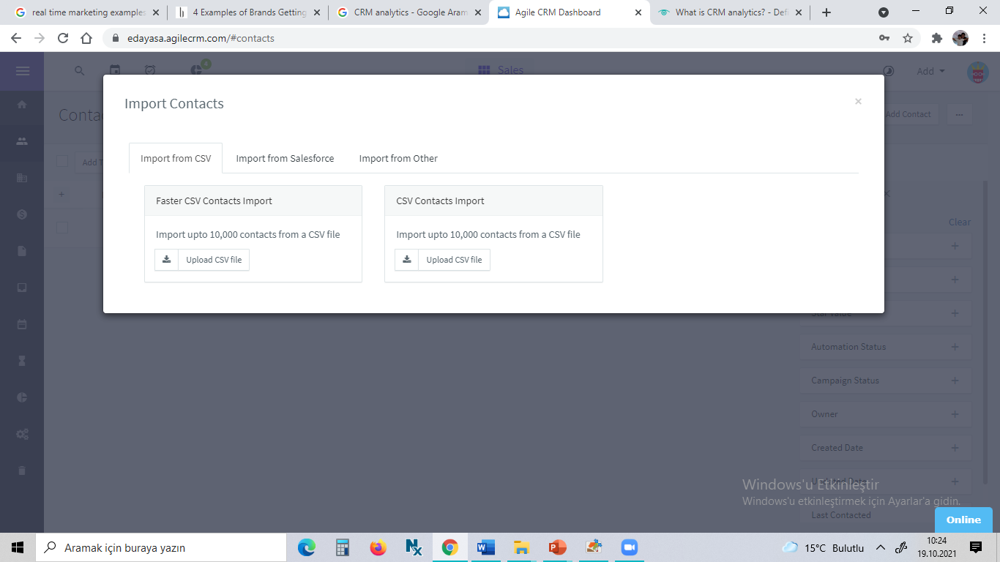 real time marketing examples
4 Examples of Brands Getting
CRM analytics - Google Aram
Agile CRM Dashboard
What is CRM analytics? - Defi
edayasa.agilecrm.com/#contacts
4
Sales
Add
Import Contacts
Conta
Add Contact
Add T
Import from CSV
Import from Salesforce
Import from Other
Faster CSV Contacts Import
CSV Contacts Import
Import upto 10,000 contacts from a CSV file
Import upto 10,000 contacts from a CSV file
Upload CSV file
Upload CSV file
Clear
Star Value
Automation Status
Campaign Status
Owner
Created Date
Updated Date
Last Contacted
Windows'u Etkinleştir
Windows'u etkinleştirmek için Ayarlar'a gidin.
Online
Aramak için buraya yazın
15°C Bulutlu
10:24
19.10.2021